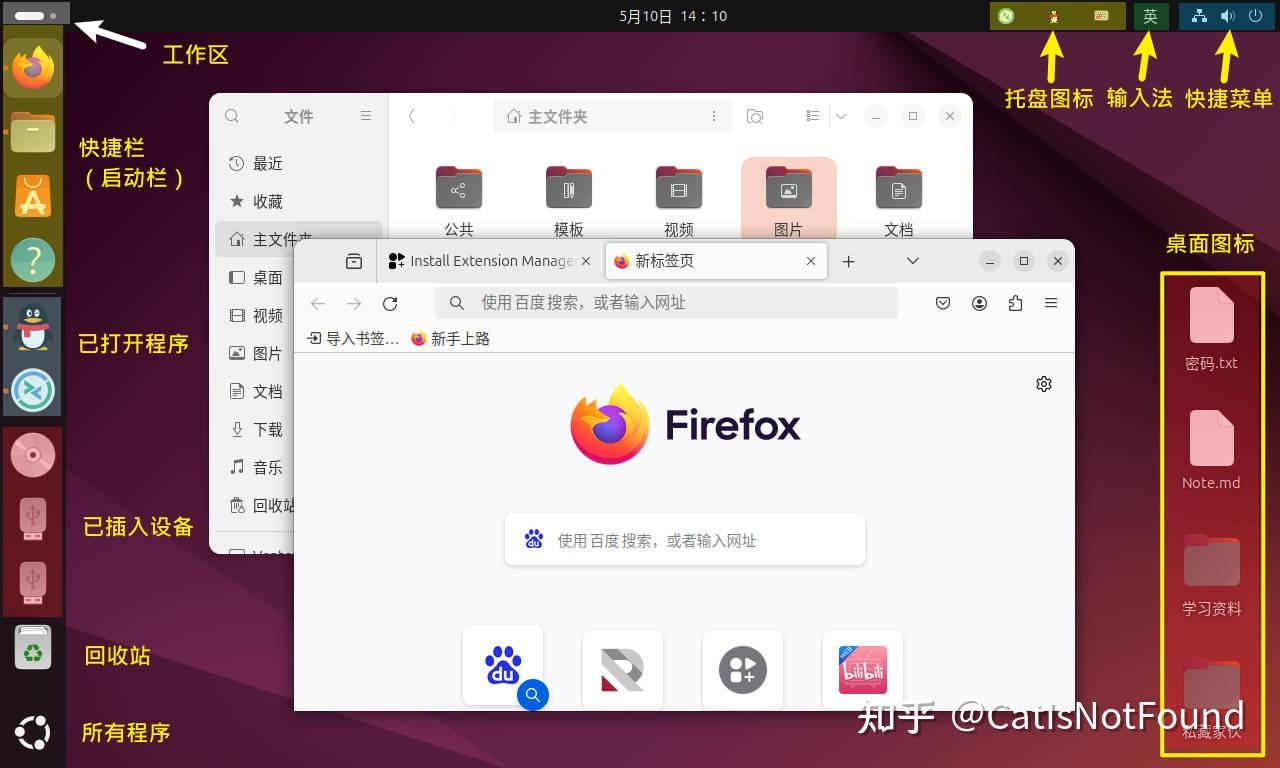 5月10日 14：10
英
工作区
托盘图标
输入法
快捷菜单
快捷栏
（启动栏）
已打开程序
已插入设备
回收站
所有程序
桌面图标
文件
主文件夹
最近
收藏
主文件夹
桌面
视频
图片
文档
下载
音乐
回收站
公共
模板
视频
图片
文档
Install Extension Manager
新标签页
使用 百度 搜索，或者输入网址
导入书签…
新手上路
Firefox
du
使用 百度 搜索，或者输入网址
du
WEB
bilibili
密码.txt
Note.md
学习资料
私藏家伙
知乎 @CatIsNotFound